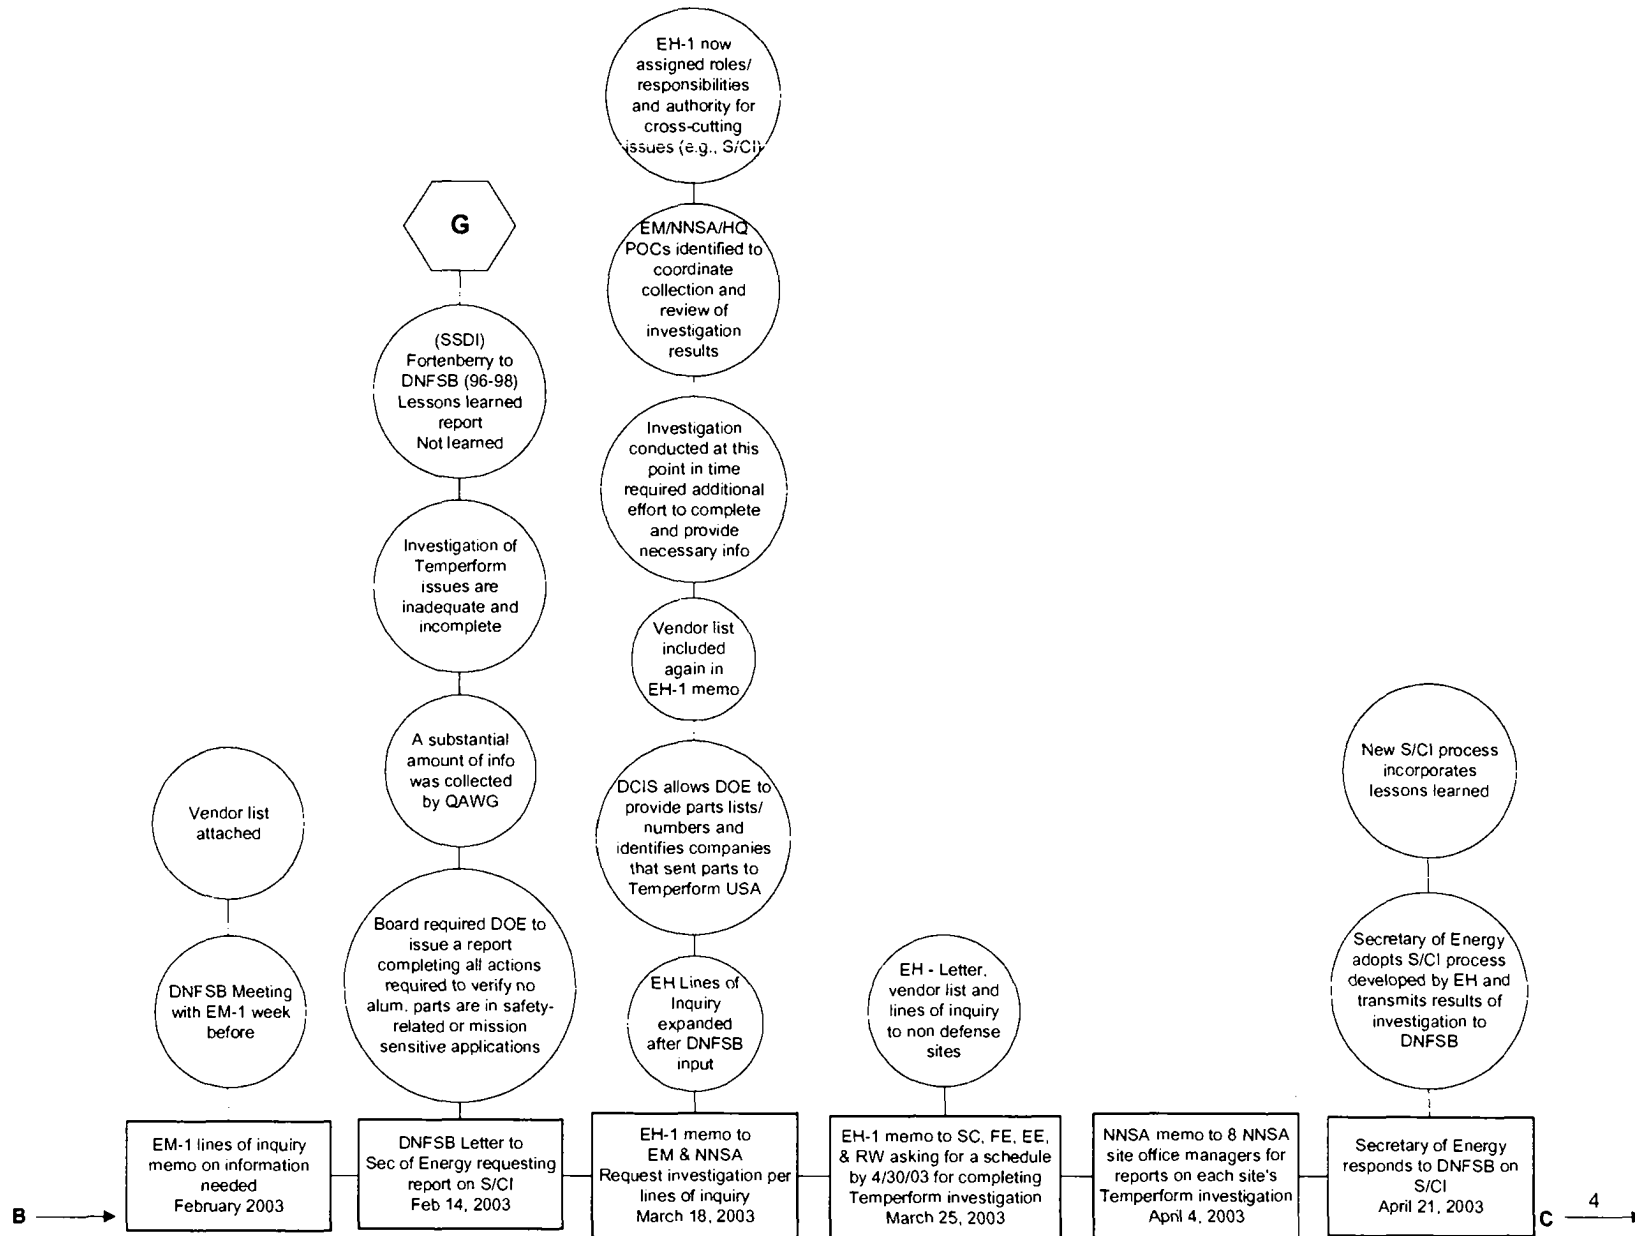 EH-1 now
assigned roles/
responsibilities
and authority for
cross-cutting
issues (e.g., S/CI)
G
EM/NNSA/HQ
POCs identified to
coordinate
collection and
review of
investigation
results
(SSDI)
Fortenberry to
DNFSB (96-98)
Lessons learned
report
Not learned
Investigation
conducted at this
point in time
required additional
effort to complete
and provide
necessary info
Investigation of
Temperform
issues are
inadequate and
incomplete
Vendor list
included
again in
EH-1 memo
A substantial
amount of info
was collected
by QAWG
DCIS allows DOE to
provide parts lists/
numbers and
identifies companies
that sent parts to
Temperform USA
Vendor list
attached
New S/CI process
incorporates
lessons learned
DNFSB Meeting
with EM-1 week
before
Board required DOE to
issue a report
completing all actions
required to verify no
alum. parts are in safety-
related or mission
sensitive applications
EH Lines of
Inquiry
expanded
after DNFSB
input
EH - Letter,
vendor list and
lines of inquiry
to non defense
sites
Secretary of Energy
adopts S/CI process
developed by EH and
transmits results of
investigation to
DNFSB
B
EM-1 lines of inquiry
memo on information
needed
February 2003
DNFSB Letter to
Sec of Energy requesting
report on S/CI
Feb 14, 2003
EH-1 memo to
EM & NNSA
Request investigation per
lines of inquiry
March 18, 2003
EH-1 memo to SC, FE, EE,
& RW asking for a schedule
by 4/30/03 for completing
Temperform investigation
March 25, 2003
NNSA memo to 8 NNSA
site office managers for
reports on each site's
Temperform investigation
April 4, 2003
Secretary of Energy
responds to DNFSB on
S/CI
April 21, 2003
C
4